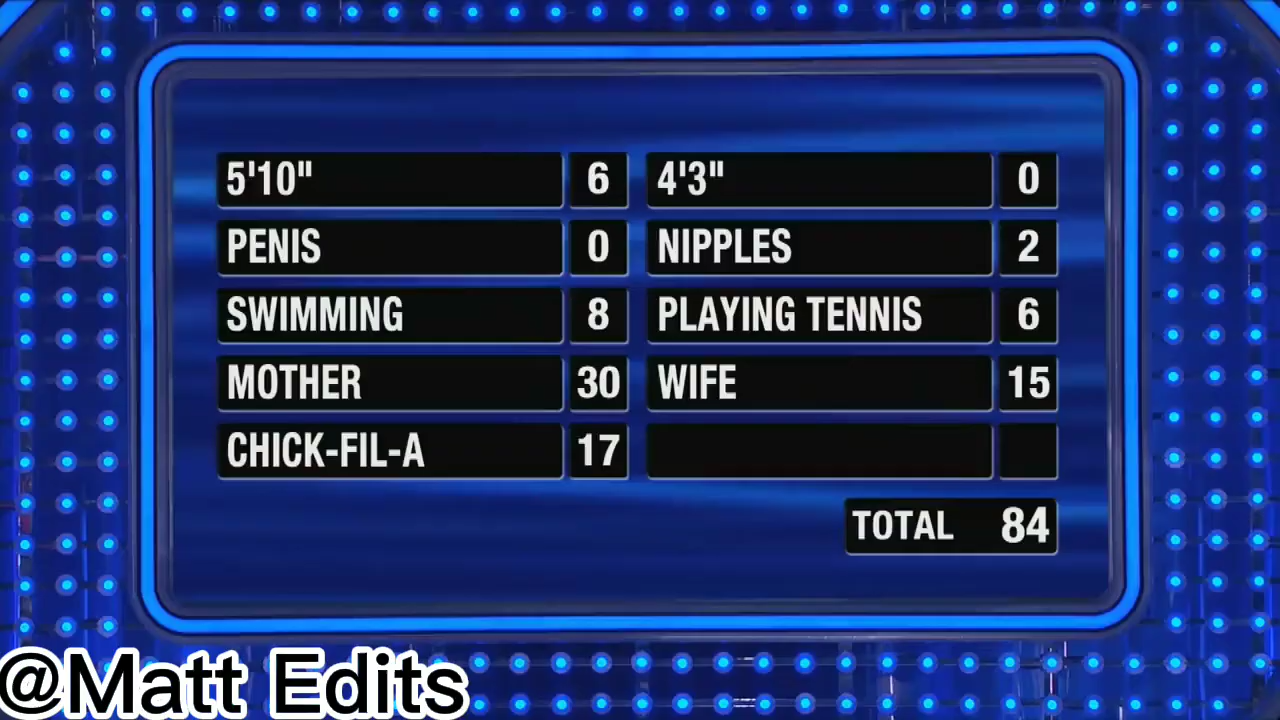 5'10" 6 4'3" 0
PENIS 0 NIPPLES 2
SWIMMING 8 PLAYING TENNIS 6
MOTHER 30 WIFE 15
CHICK-FIL-A 17
TOTAL 84
@Matt Edits